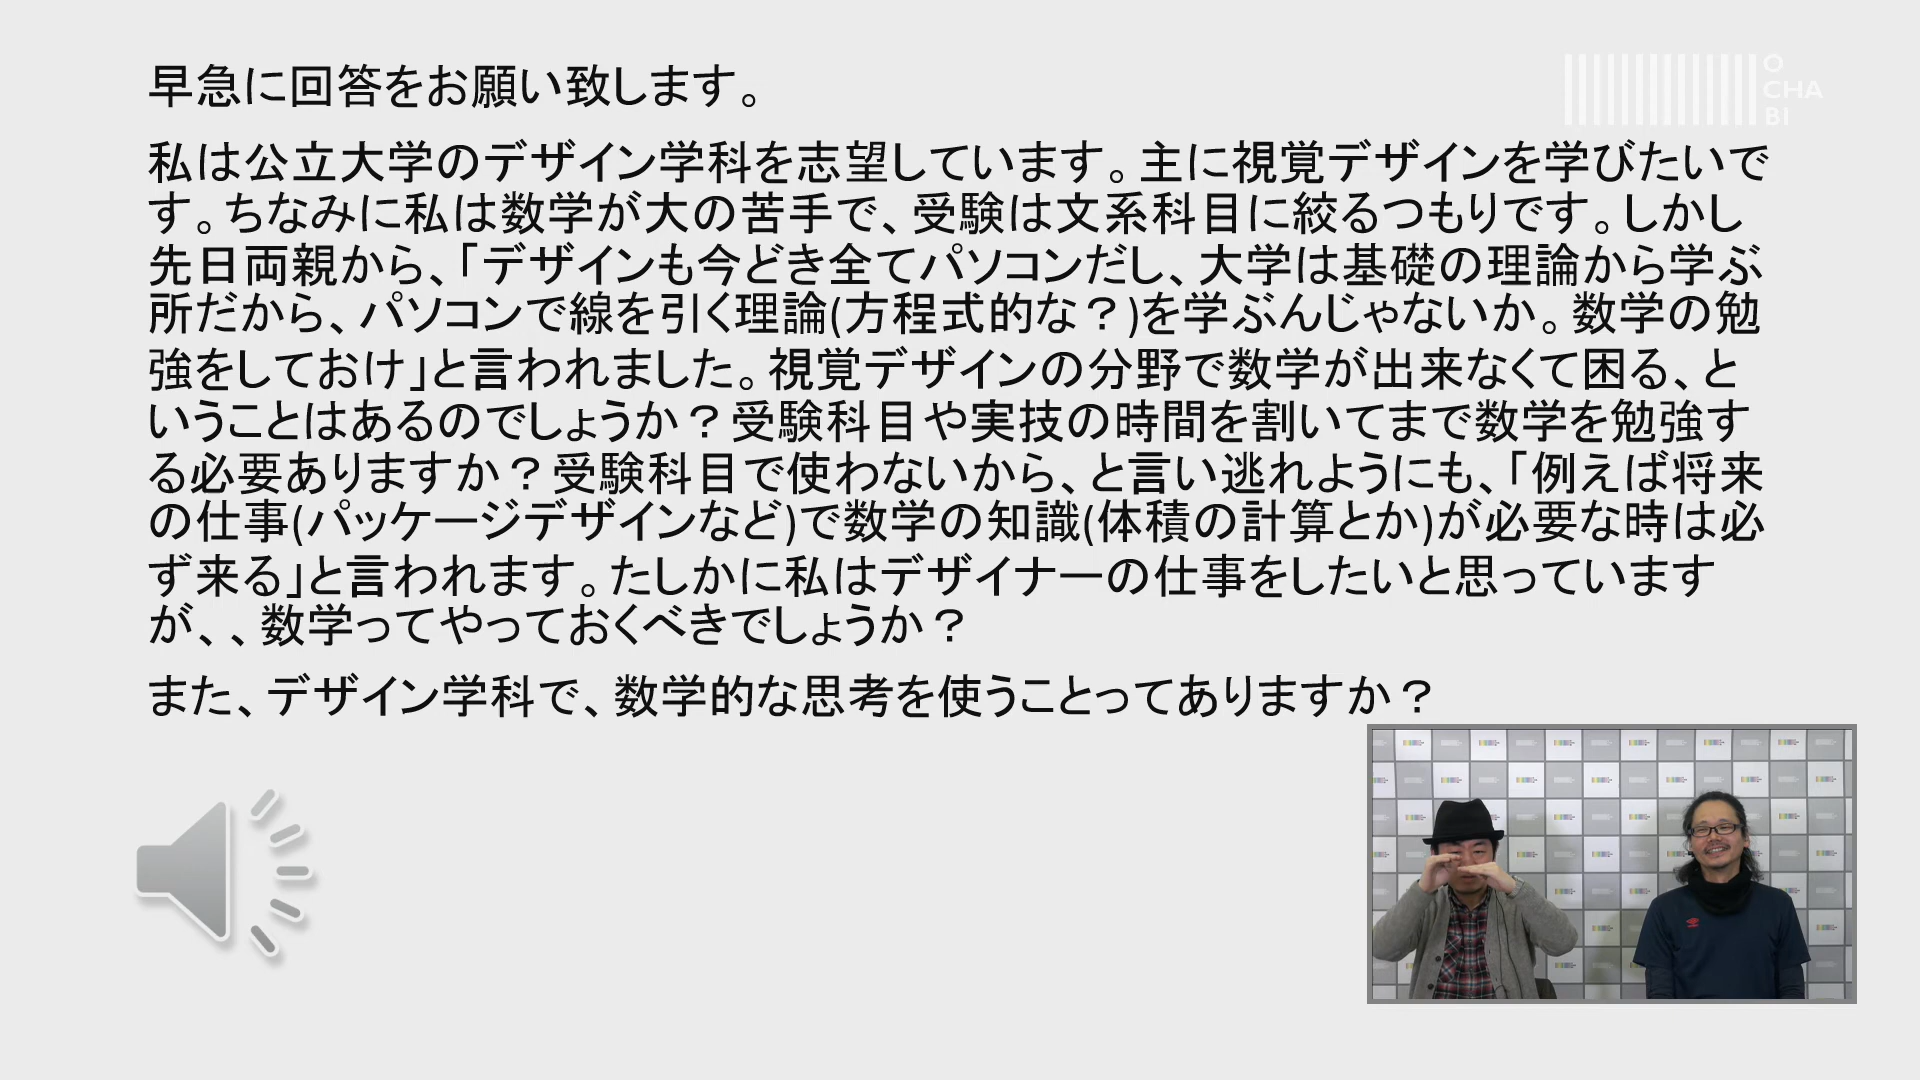 早急に回答をお願い致します。
O
CHA
BI
私は公立大学のデザイン学科を志望しています。主に視覚デザインを学びたいで
す。ちなみに私は数学が大の苦手で、受験は文系科目に絞るつもりです。しかし
先日両親から、「デザインも今どき全てパソコンだし、大学は基礎の理論から学ぶ
所だから、パソコンで線を引く理論(方程式的な？)を学ぶんじゃないか。数学の勉
強をしておけ」と言われました。視覚デザインの分野で数学が出来なくて困る、と
いうことはあるのでしょうか？受験科目や実技の時間を割いてまで数学を勉強す
る必要ありますか？受験科目で使わないから、と言い逃れようにも、「例えば将来
の仕事(パッケージデザインなど)で数学の知識(体積の計算とか)が必要な時は必
ず来る」と言われます。たしかに私はデザイナーの仕事をしたいと思っています
が、、数学ってやっておくべきでしょうか？
また、デザイン学科で、数学的な思考を使うことってありますか？